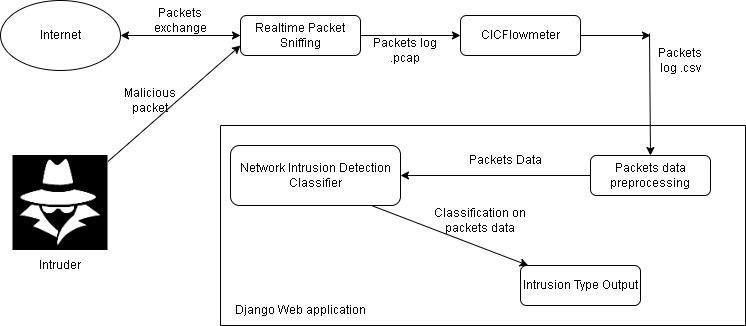 Internet
Packets
exchange
Realtime Packet
Sniffing
Packets log
.pcap
CICFlowmeter
Packets
log .csv
Malicious
packet
Intruder
Network Intrusion Detection
Classifier
Packets Data
Packets data
preprocessing
Classification on
packets data
Intrusion Type Output
Django Web application